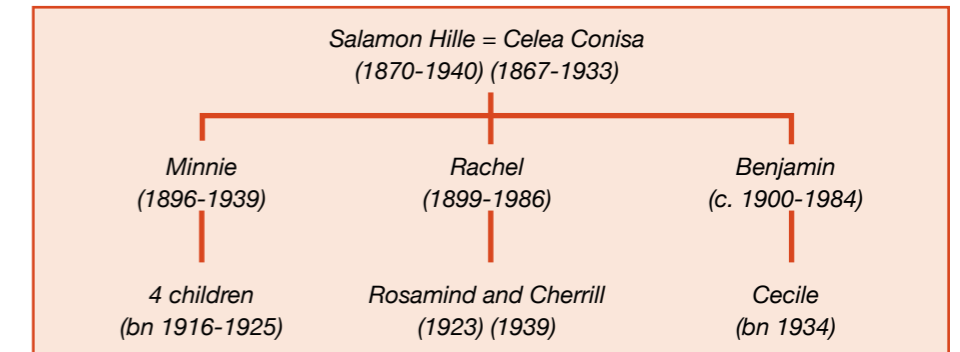 Salamon Hille = Celea Conisa
(1870-1940) (1867-1933)
Minnie
(1896-1939)
Rachel
(1899-1986)
Benjamin
(c. 1900-1984)
4 children
(bn 1916-1925)
Rosamind and Cherrill
(1923) (1939)
Cecile
(bn 1934)